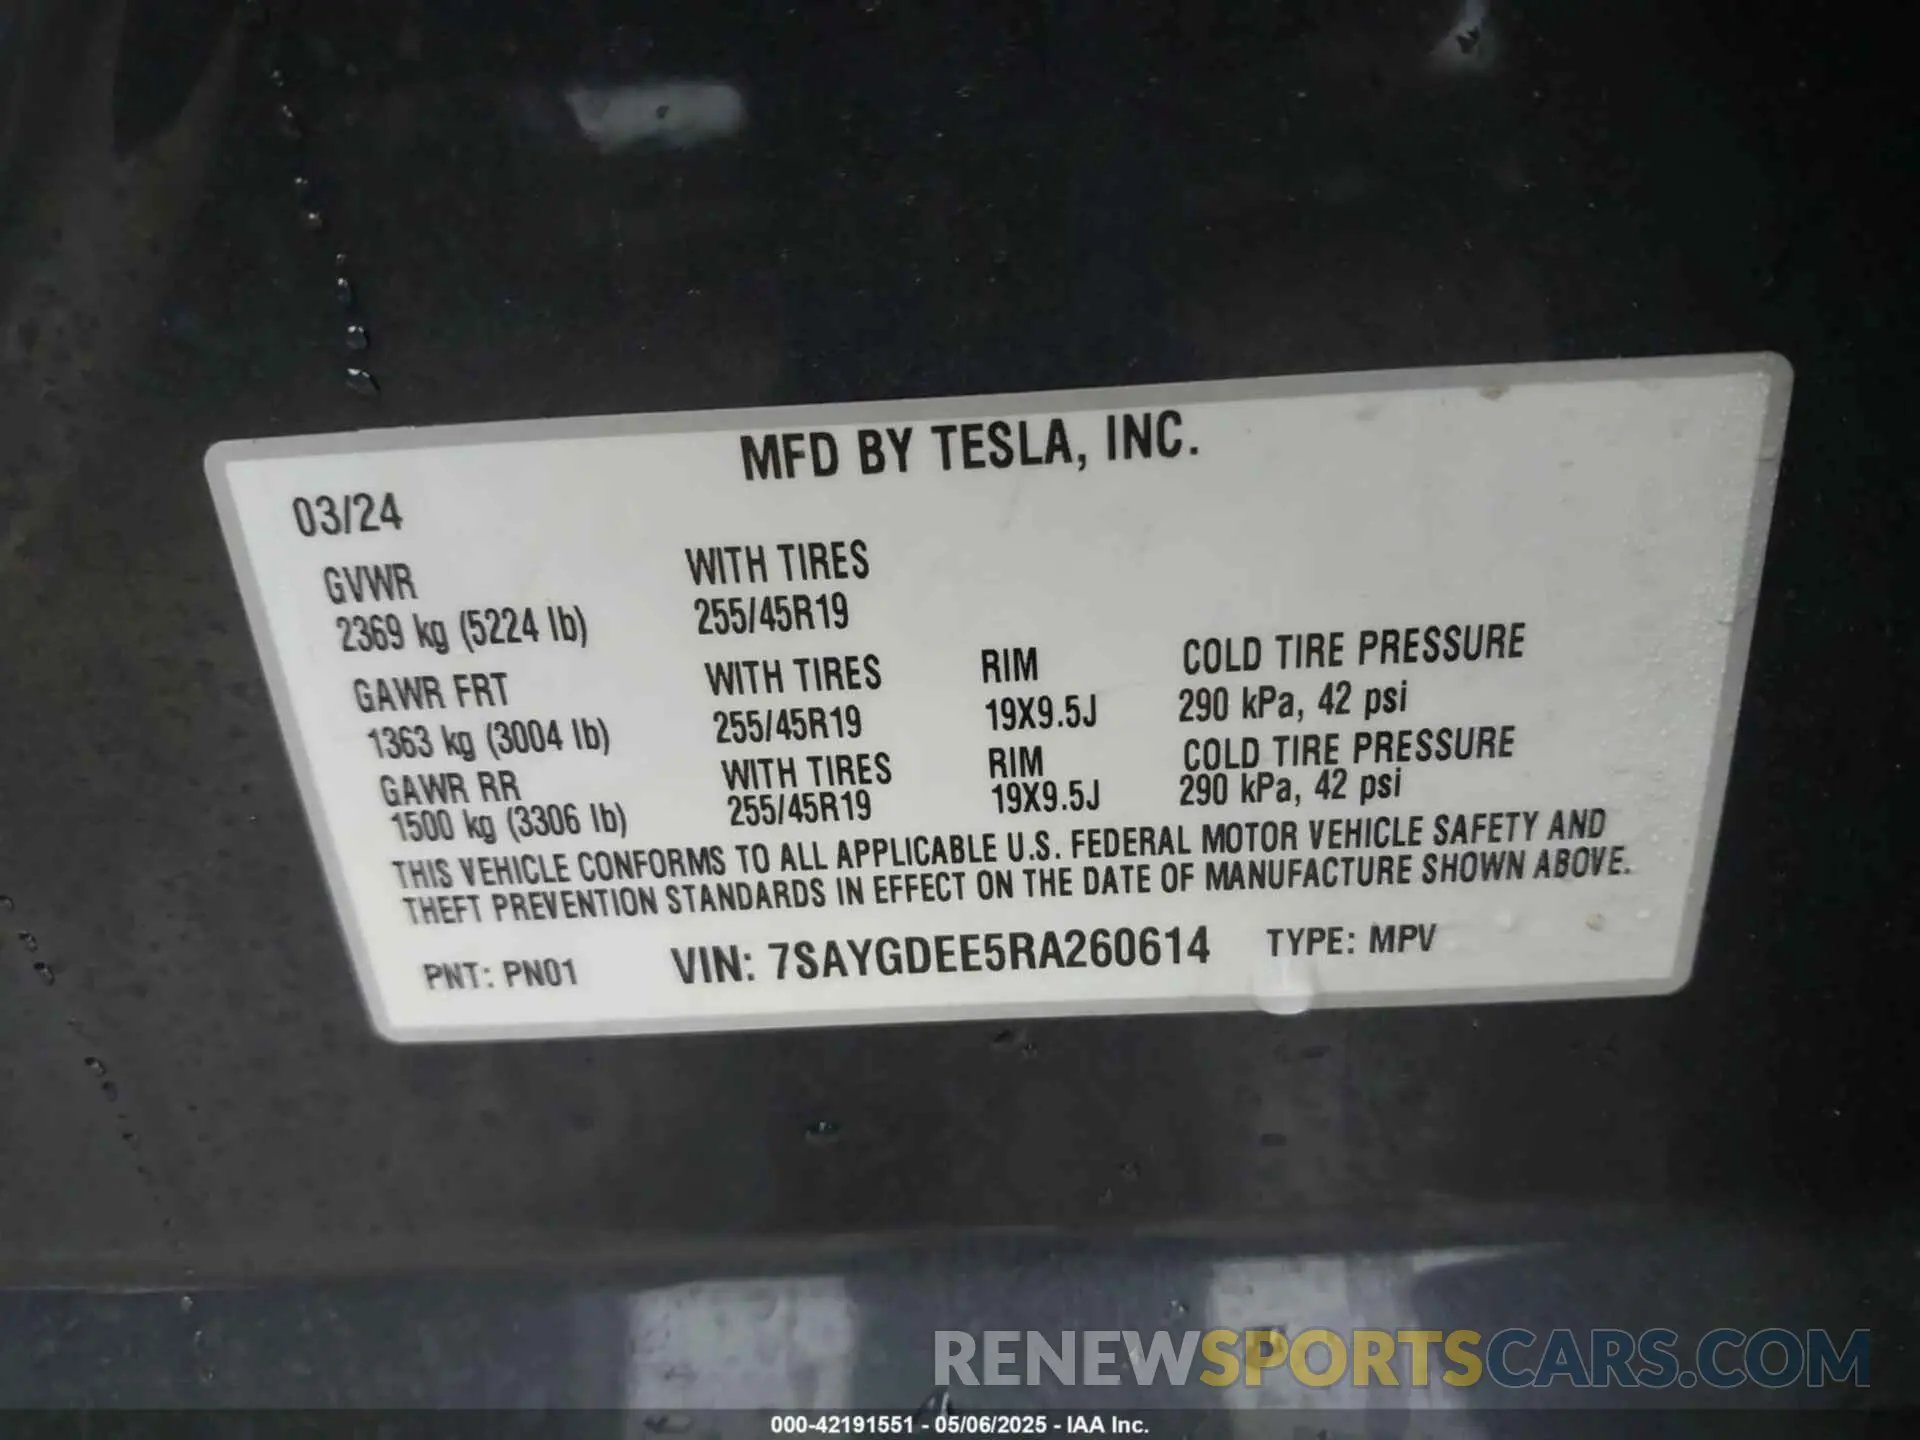 MFD BY TESLA, INC.
03/24
GVWR WITH TIRES
2369 kg (5224 lb) 255/45R19
GAWR FRT WITH TIRES RIM COLD TIRE PRESSURE
1363 kg (3004 lb) 255/45R19 19X9.5J 290 kPa, 42 psi
GAWR RR WITH TIRES RIM COLD TIRE PRESSURE
1500 kg (3306 lb) 255/45R19 19X9.5J 290 kPa, 42 psi
THIS VEHICLE CONFORMS TO ALL APPLICABLE U.S. FEDERAL MOTOR VEHICLE SAFETY AND
THEFT PREVENTION STANDARDS IN EFFECT ON THE DATE OF MANUFACTURE SHOWN ABOVE.
PNT: PN01 VIN: 7SAYGDEE5RA260614 TYPE: MPV
RENEWSPORTSCARS.COM
000-42191551 - 05/06/2025 - IAA Inc.